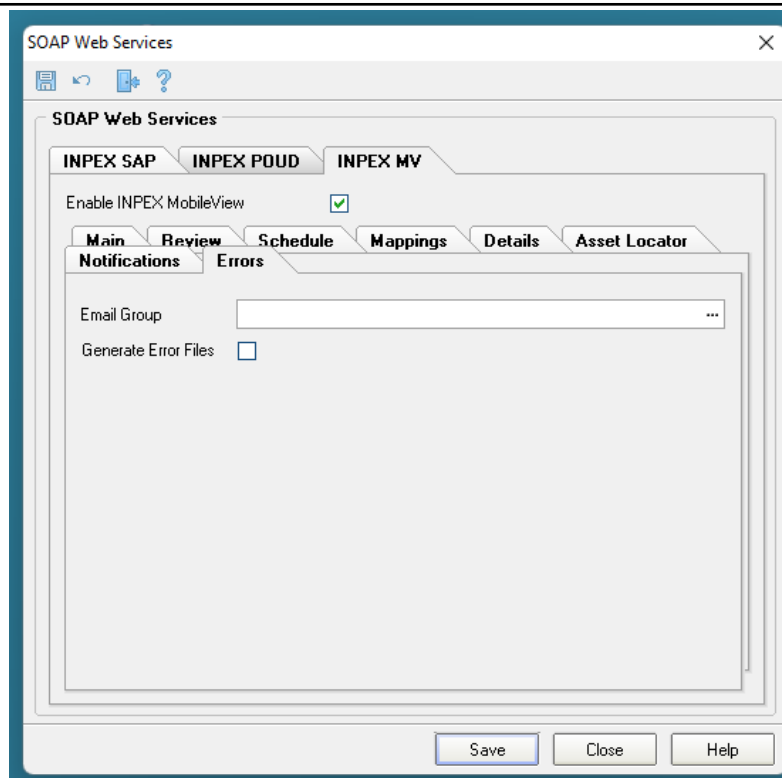 SOAP Web Services
SOAP Web Services
INPEX SAP INPEX POUD INPEX MV
Enable INPEX MobileView
Main Review Schedule Mappings Details Asset Locator
Notifications Errors
Email Group ...
Generate Error Files
Save Close Help